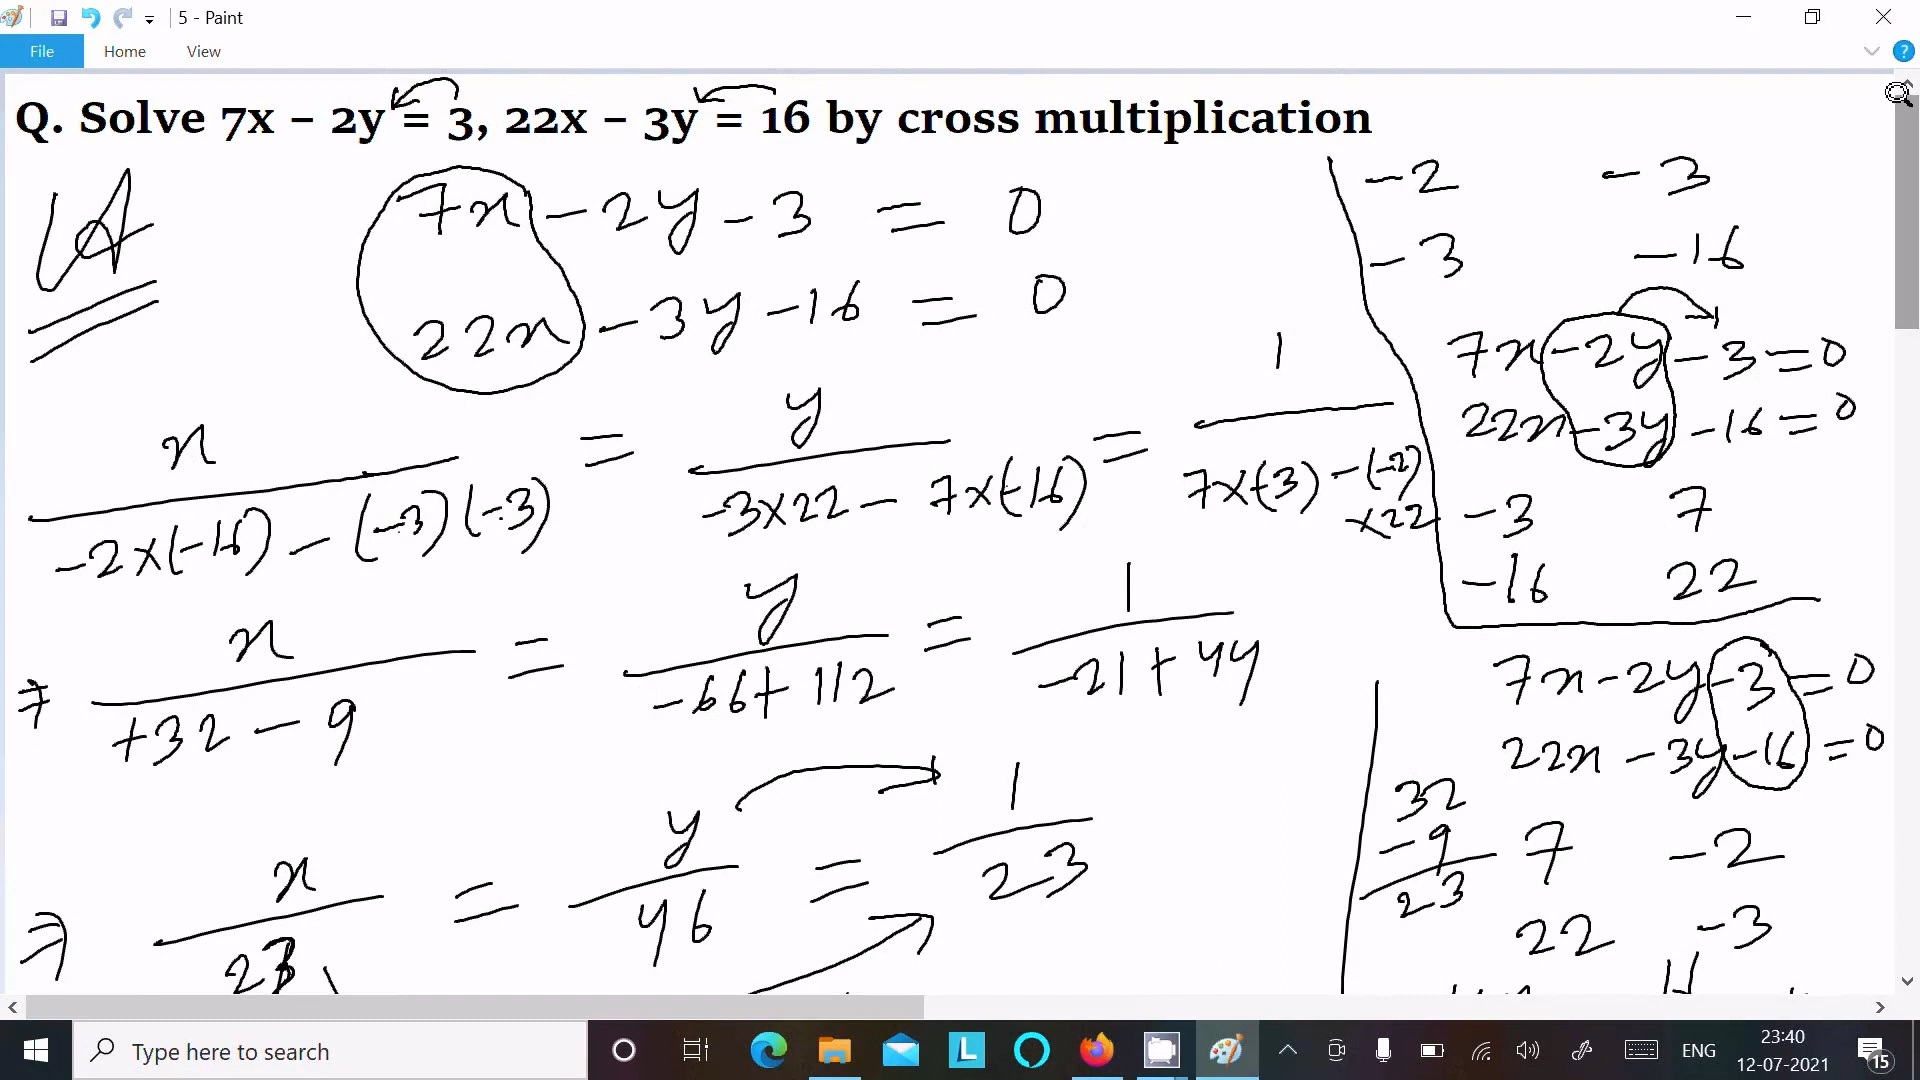 5 - Paint
File Home View
Q. Solve 7x – 2y = 3, 22x – 3y = 16 by cross multiplication
7x - 2y - 3 = 0
22x - 3y - 16 = 0
x / -2×(-16) - (-3)(-3) = y / -3×22 - 7×(-16) = 1 / 7×(-3) - (-2)×22
⇒ x / +32 - 9 = y / -66+112 = 1 / -21+44
⇒ x / 23 = y / 46 = 1 / 23
-2 -3
-3 -16
7x - 2y - 3 = 0
22x - 3y - 16 = 0
-3 7
-16 22
7x - 2y - 3 = 0
22x - 3y - 16 = 0
32
-9
23
7 -2
22 -3
Type here to search
ENG
23:40
12-07-2021
15